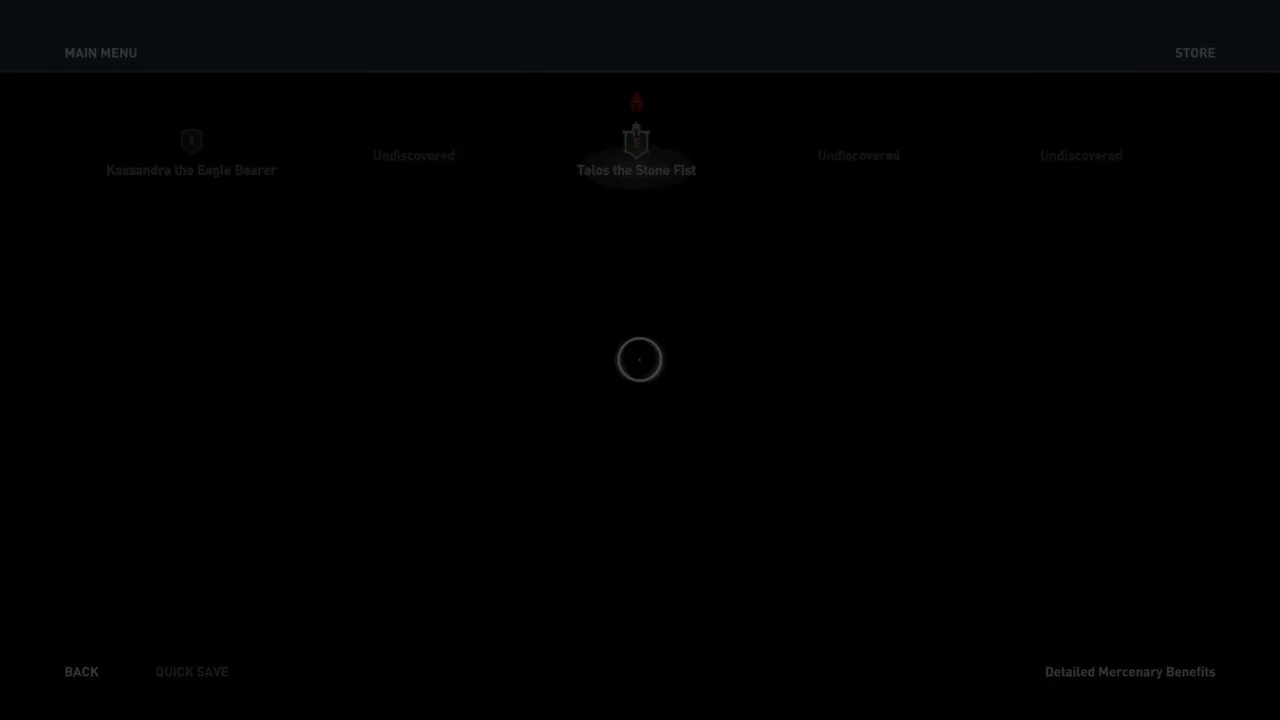 MAIN MENU
STORE
Kassandra the Eagle Bearer
Undiscovered
Talos the Stone Fist
Undiscovered
Undiscovered
BACK
QUICK SAVE
Detailed Mercenary Benefits